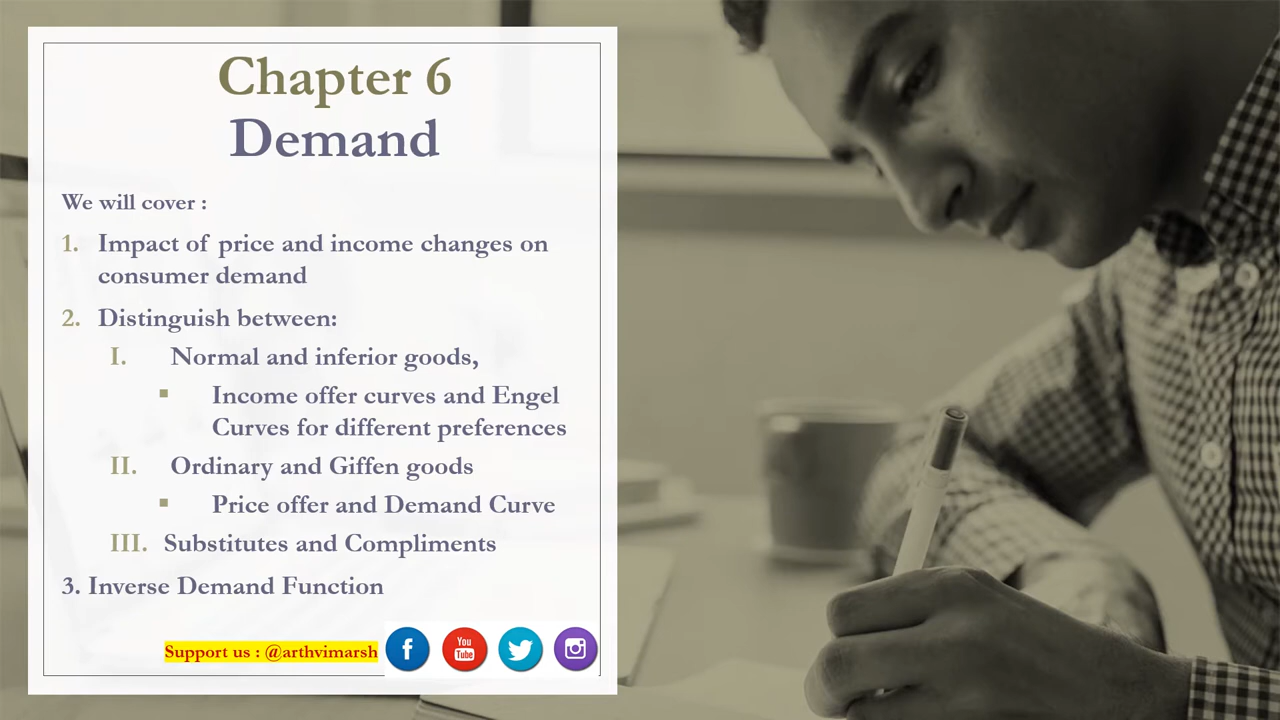 Chapter 6
Demand
We will cover :
1. Impact of price and income changes on
consumer demand
2. Distinguish between:
I. Normal and inferior goods,
▪ Income offer curves and Engel
Curves for different preferences
II. Ordinary and Giffen goods
▪ Price offer and Demand Curve
III. Substitutes and Compliments
3. Inverse Demand Function
Support us : @arthvimarsh
f
You
Tube